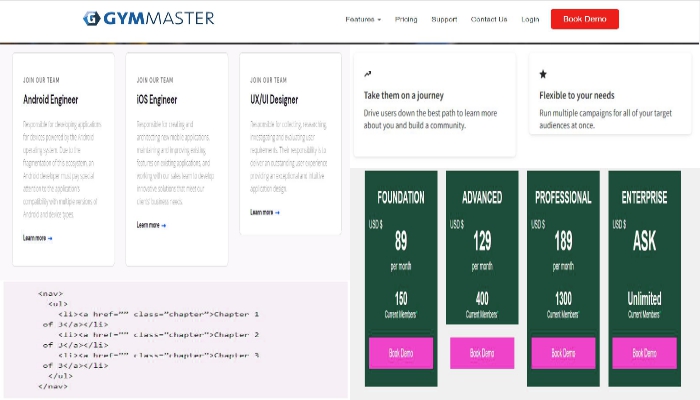 GYMMASTER
Features
Pricing
Support
Contact Us
Login
Book Demo
JOIN OUR TEAM
Android Engineer
Responsible for developing applications
for devices powered by the Android
operating system. Due to the
fragmentation of this ecosystem, an
Android developer must pay special
attention to the application's
compatibility with multiple versions of
Android and device types.
Learn more →
JOIN OUR TEAM
iOS Engineer
Responsible for creating and
architecting new mobile applications,
maintaining and improving existing
features on existing applications, and
working with our sales team to develop
innovative solutions that meet our
clients' business needs.
Learn more →
JOIN OUR TEAM
UX/UI Designer
Responsible for collecting, researching,
investigating and evaluating user
requirements. Their responsibility is to
deliver an outstanding user experience
providing an exceptional and intuitive
application design.
Learn more →
Take them on a journey
Drive users down the best path to learn more
about you and build a community.
Flexible to your needs
Run multiple campaigns for all of your target
audiences at once.
<nav>
<ul>
<li><a href="" class="chapter">Chapter 1
of 3</a></li>
<li><a href="" class="chapter">Chapter 2
of 3</a></li>
<li><a href="" class="chapter">Chapter 3
of 3</a></li>
</ul>
</nav>
FOUNDATION
USD $
89
per month
150
Current Members*
Book Demo
ADVANCED
USD $
129
per month
400
Current Members*
Book Demo
PROFESSIONAL
USD $
189
per month
1300
Current Members*
Book Demo
ENTERPRISE
USD $
ASK
Unlimited
Current Members*
Book Demo